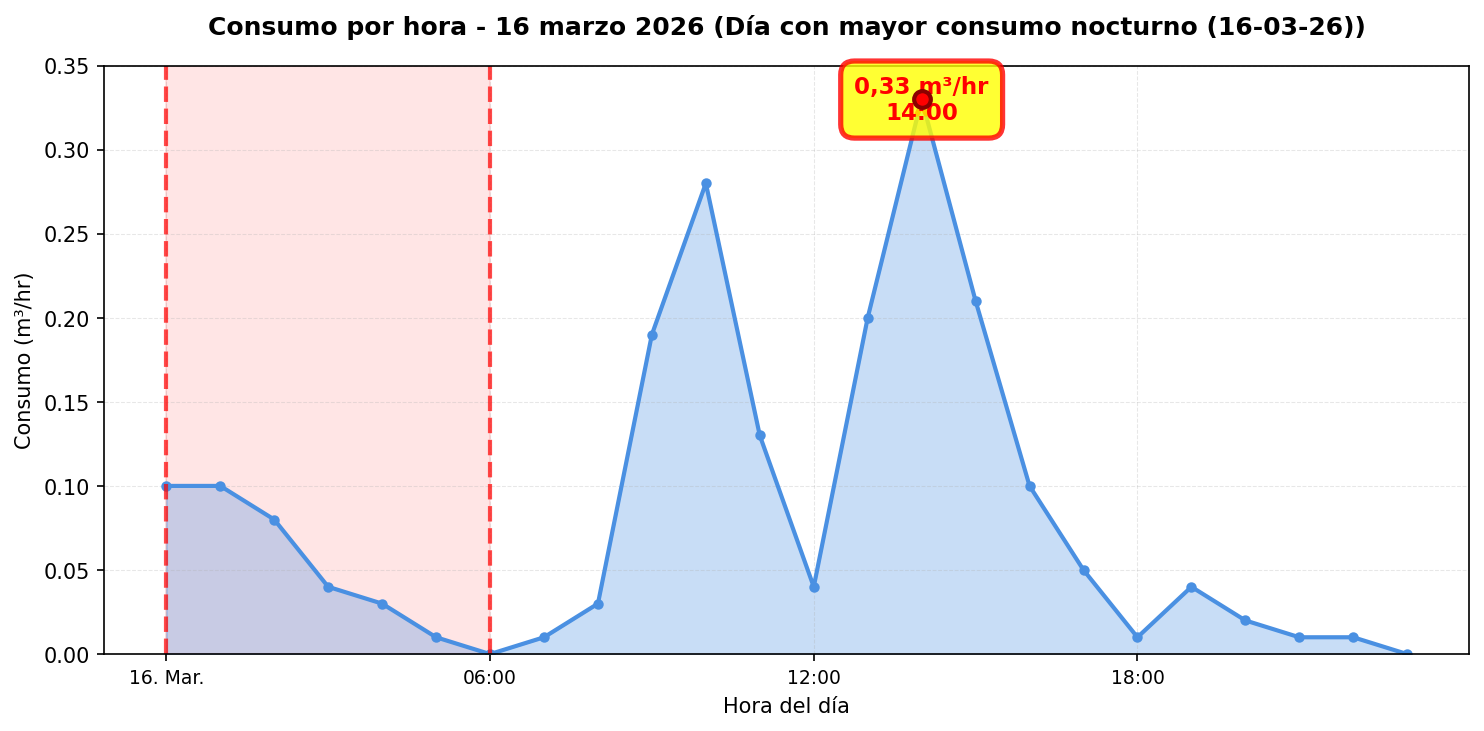 Consumo por hora - 16 marzo 2026 (Día con mayor consumo nocturno (16-03-26))
0,33 m³/hr
14:00
Consumo (m³/hr)
0.35
0.30
0.25
0.20
0.15
0.10
0.05
0.00
16. Mar.
06:00
12:00
18:00
Hora del día